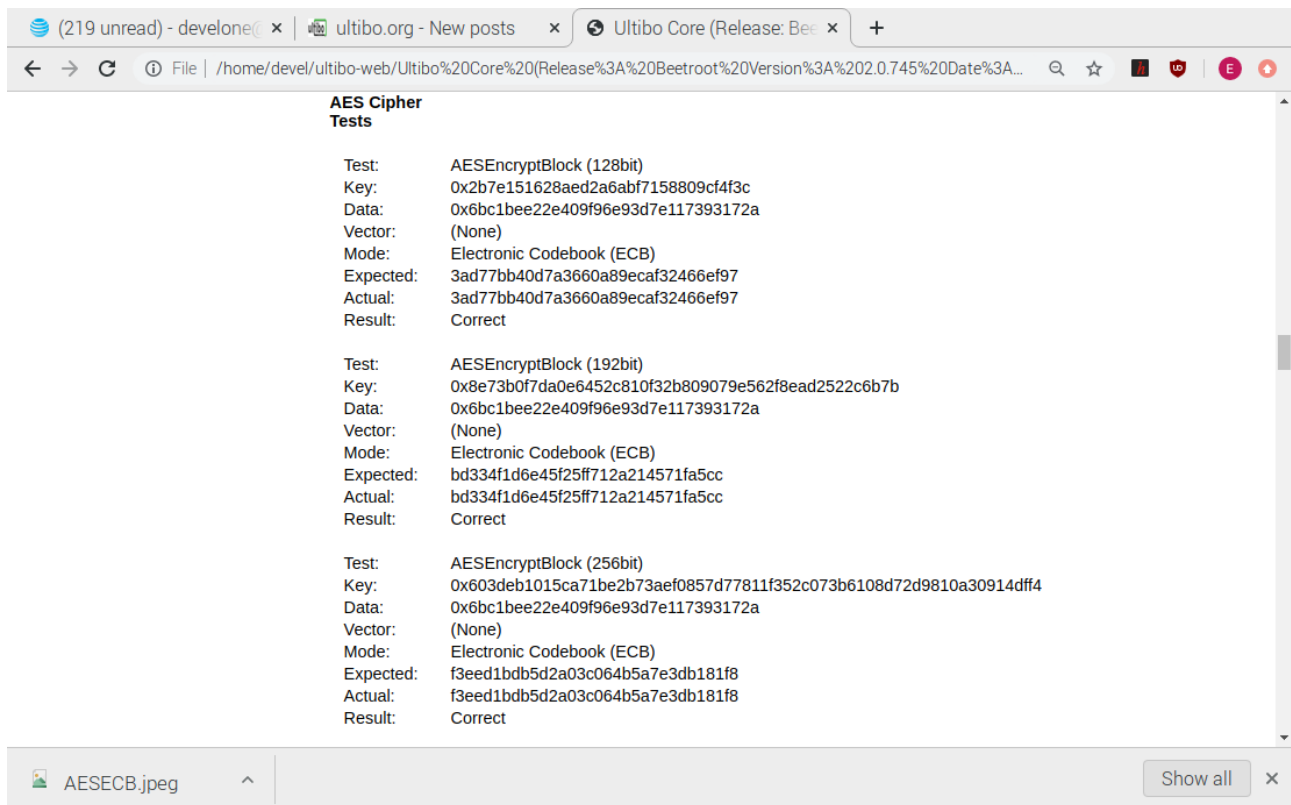 (219 unread) - develone@ ultibo.org - New posts Ultibo Core (Release: Bee
File /home/devel/ultibo-web/Ultibo%20Core%20(Release%3A%20Beetroot%20Version%3A%202.0.745%20Date%3A... h UD E
AES Cipher
Tests
Test: AESEncryptBlock (128bit)
Key: 0x2b7e151628aed2a6abf7158809cf4f3c
Data: 0x6bc1bee22e409f96e93d7e117393172a
Vector: (None)
Mode: Electronic Codebook (ECB)
Expected: 3ad77bb40d7a3660a89ecaf32466ef97
Actual: 3ad77bb40d7a3660a89ecaf32466ef97
Result: Correct
Test: AESEncryptBlock (192bit)
Key: 0x8e73b0f7da0e6452c810f32b809079e562f8ead2522c6b7b
Data: 0x6bc1bee22e409f96e93d7e117393172a
Vector: (None)
Mode: Electronic Codebook (ECB)
Expected: bd334f1d6e45f25ff712a214571fa5cc
Actual: bd334f1d6e45f25ff712a214571fa5cc
Result: Correct
Test: AESEncryptBlock (256bit)
Key: 0x603deb1015ca71be2b73aef0857d77811f352c073b6108d72d9810a30914dff4
Data: 0x6bc1bee22e409f96e93d7e117393172a
Vector: (None)
Mode: Electronic Codebook (ECB)
Expected: f3eed1bdb5d2a03c064b5a7e3db181f8
Actual: f3eed1bdb5d2a03c064b5a7e3db181f8
Result: Correct
AESECB.jpeg Show all